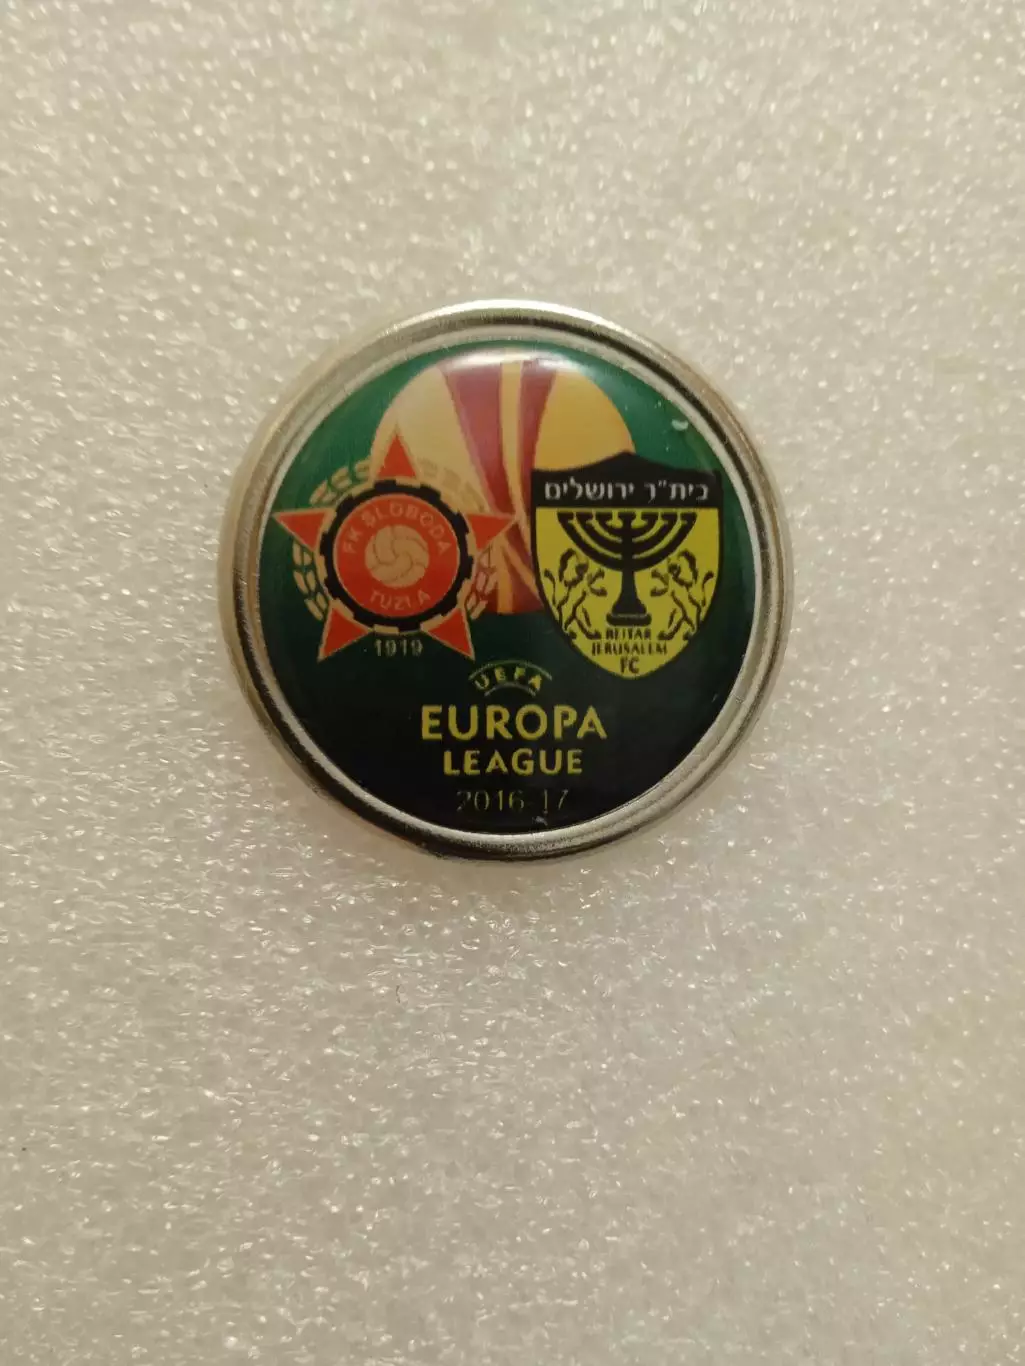 FK SLOBODA
TUZLA
1919
בית"ר ירושלים
BEITAR
JERUSALEM
FC
UEFA
EUROPA
LEAGUE
2016-17